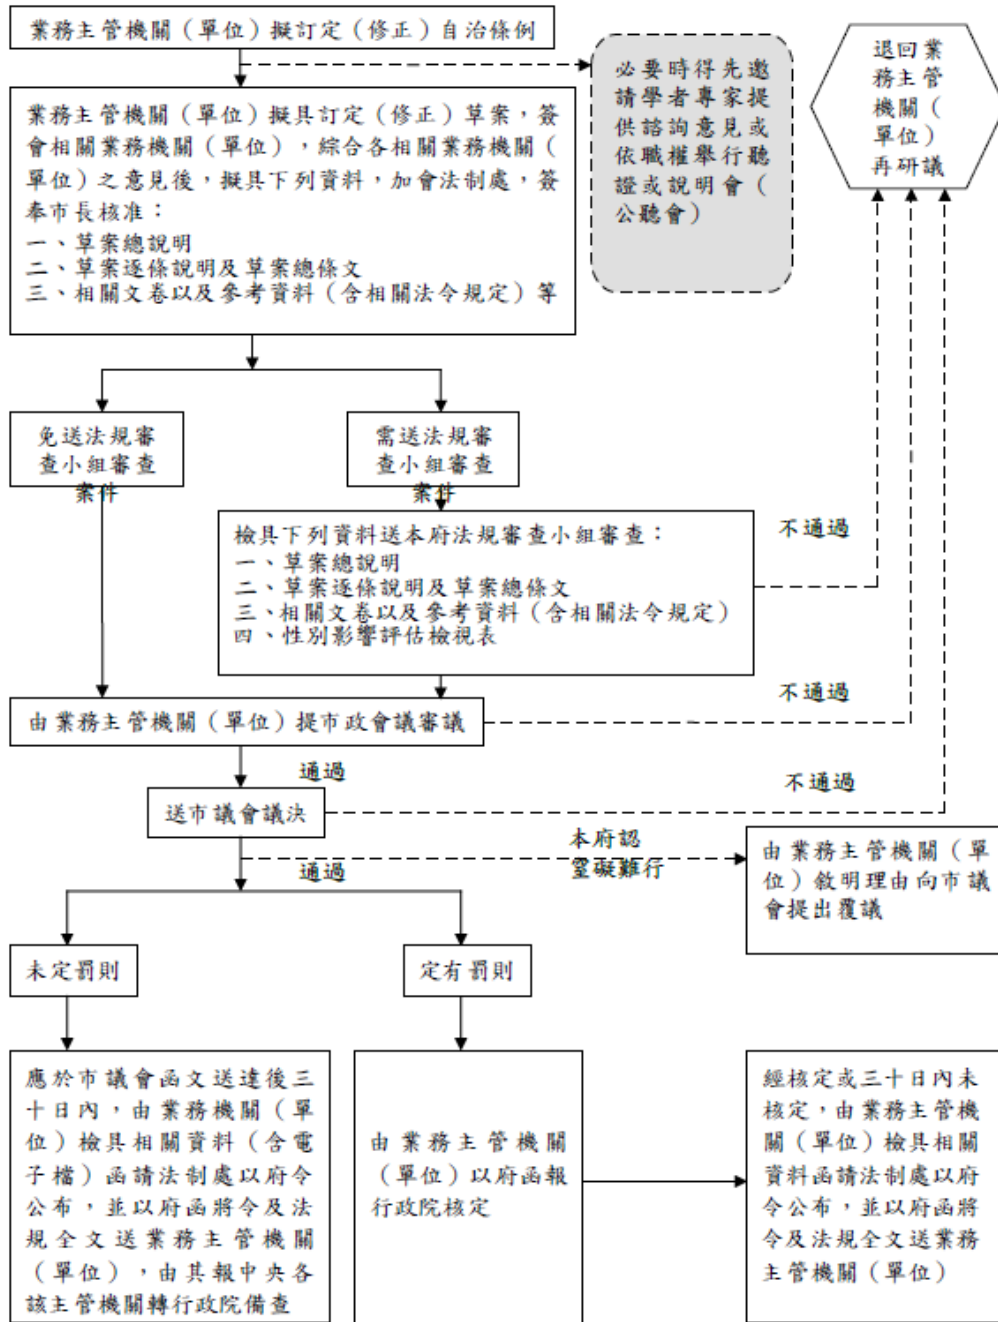 業務主管機關（單位）擬訂定（修正）自治條例
必要時得先邀
請學者專家提
供諮詢意見或
依職權舉行聽
證或說明會（
公聽會）
退回業
務主管
機關（
單位）
再研議
業務主管機關（單位）擬具訂定（修正）草案，簽
會相關業務機關（單位），綜合各相關業務機關（
單位）之意見後，擬具下列資料，加會法制處，簽
奉市長核准：
一、草案總說明
二、草案逐條說明及草案總條文
三、相關文卷以及參考資料（含相關法令規定）等
免送法規審
查小組審查
案件
需送法規審
查小組審查
案件
檢具下列資料送本府法規審查小組審查：
一、草案總說明
二、草案逐條說明及草案總條文
三、相關文卷以及參考資料（含相關法令規定）
四、性別影響評估檢視表
不通過
由業務主管機關（單位）提市政會議審議
不通過
通過
送市議會議決
不通過
通過
本府認
窒礙難行
由業務主管機關（單
位）敘明理由向市議
會提出覆議
未定罰則
定有罰則
應於市議會函文送達後三
十日內，由業務機關（單
位）檢具相關資料（含電
子檔）函請法制處以府令
公布，並以府函將令及法
規全文送業務主管機關
（單位），由其報中央各
該主管機關轉行政院備查
由業務主管機關
（單位）以府函報
行政院核定
經核定或三十日內未
核定，由業務主管機
關（單位）檢具相關
資料函請法制處以府
令公布，並以府函將
令及法規全文送業務
主管機關（單位）